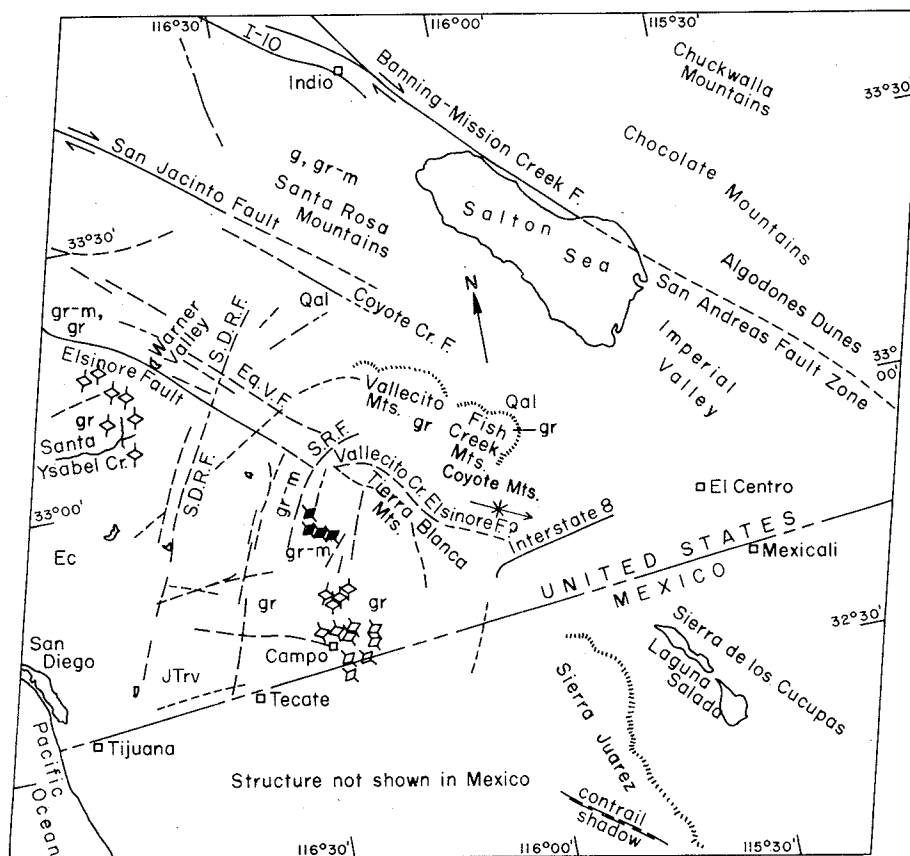 116°30'
116°00'
115°30'
I-10
Indio
Banning-Mission Creek F.
Chuckwalla
Mountains
33°30'
Chocolate Mountains
San Jacinto Fault
g, gr-m
Santa Rosa
Mountains
Salton
Sea
33°30'
N
Algodones Dunes
San Andreas Fault Zone
Qal
Coyote Cr. F.
gr-m,
gr
Warner
Valley
S.D.R.F.
Imperial
Valley
33°
00'
Elsinore Fault
Eq.V.F.
Vallecito
Mts.
gr
Qal
gr
Fish
Creek
Mts.
Coyote Mts.
gr
Santa
Ysabel Cr.
S.D.R.F.
S.R.F.
gr-m
Vallecito Cr.
Elsinore F?
Tierra Blanca
Mts.
El Centro
33°00'
Interstate 8
Ec
gr-m
UNITED STATES
MEXICO
Mexicali
gr
gr
32°30'
San
Diego
Campo
JTrv
Tecate
Sierra de los Cucupas
Laguna
Salada
Sierra Juarez
Tijuana
Pacific
Ocean
Structure not shown in Mexico
contrail
shadow
116°30'
116°00'
115°30'